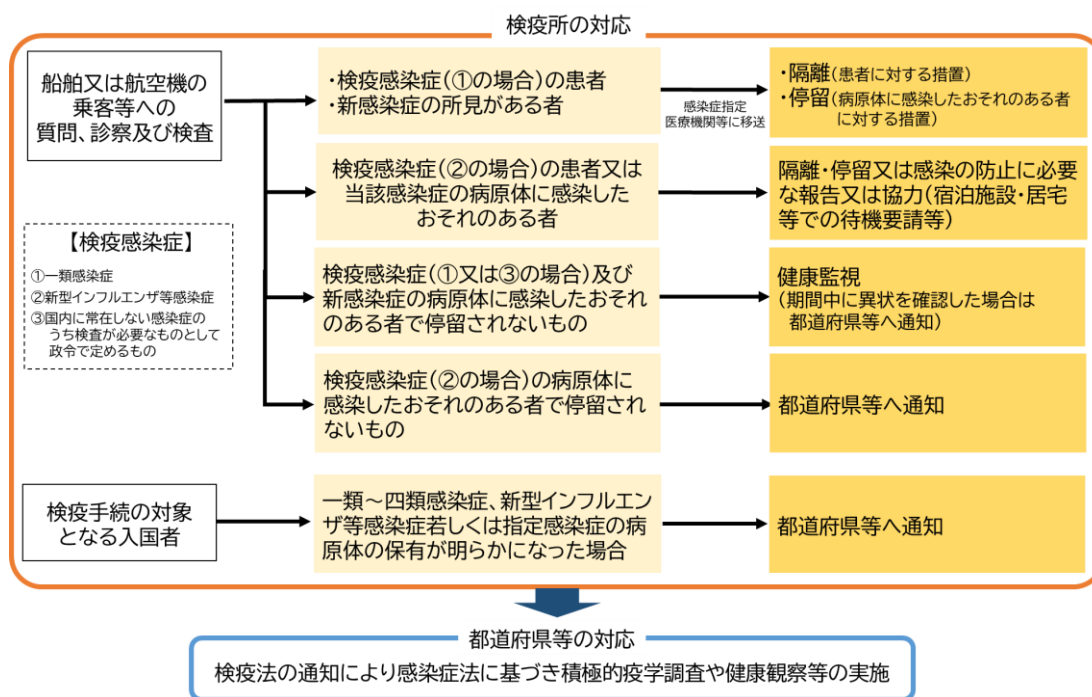 検疫所の対応
船舶又は航空機の
乗客等への
質問、診察及び検査
・検疫感染症(①の場合)の患者
・新感染症の所見がある者
感染症指定
医療機関等に移送
・隔離(患者に対する措置)
・停留(病原体に感染したおそれのある者
に対する措置)
検疫感染症(②の場合)の患者又は
当該感染症の病原体に感染した
おそれのある者
隔離・停留又は感染の防止に必要
な報告又は協力(宿泊施設・居宅
等での待機要請等)
【検疫感染症】
①一類感染症
②新型インフルエンザ等感染症
③国内に常在しない感染症の
うち検査が必要なものとして
政令で定めるもの
検疫感染症(①又は③の場合)及び
新感染症の病原体に感染したおそれ
のある者で停留されないもの
健康監視
(期間中に異状を確認した場合は
都道府県等へ通知)
検疫感染症(②の場合)の病原体に
感染したおそれのある者で停留され
ないもの
都道府県等へ通知
検疫手続の対象
となる入国者
一類～四類感染症、新型インフルエン
ザ等感染症若しくは指定感染症の病
原体の保有が明らかになった場合
都道府県等へ通知
都道府県等の対応
検疫法の通知により感染症法に基づき積極的疫学調査や健康観察等の実施